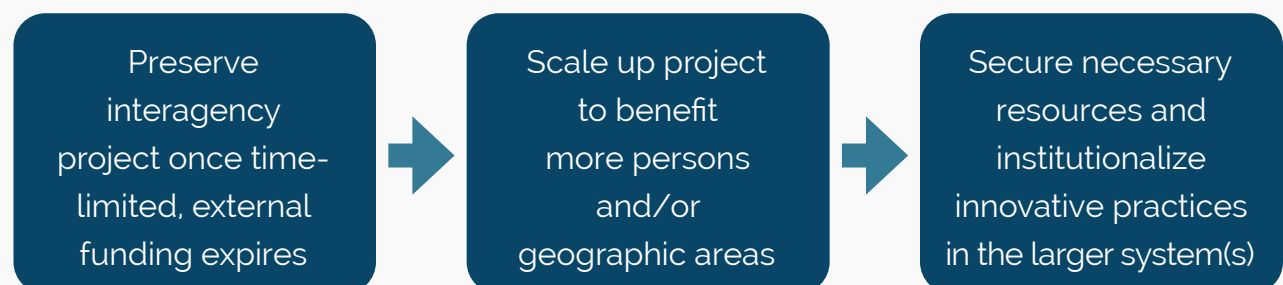 Preserve
interagency
project once time-
limited, external
funding expires
Scale up project
to benefit
more persons
and/or
geographic areas
Secure necessary
resources and
institutionalize
innovative practices
in the larger system(s)